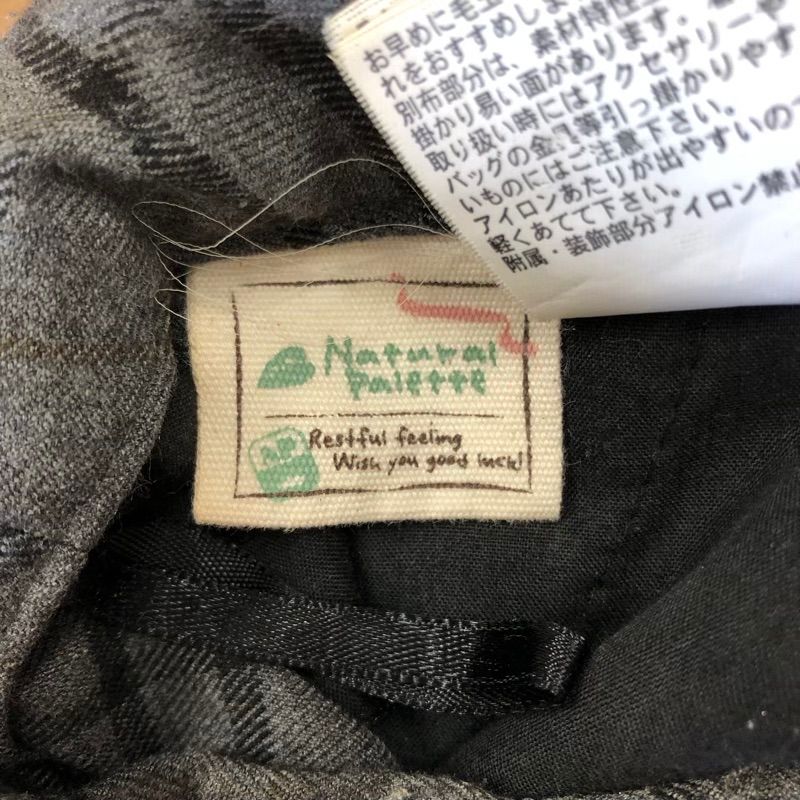 お早めに毛玉
れをおすすめしま
別布部分は、素材特性
掛かり易い面があります。
取り扱い時にはアクセサリーや
バッグの金具等引っ掛かりやす
いものにはご注意下さい。
アイロンあたりが出やすいので
軽くあてて下さい。
附属・装飾部分アイロン禁止
Natural
Palette
Restful feeling
Wish you good luck!